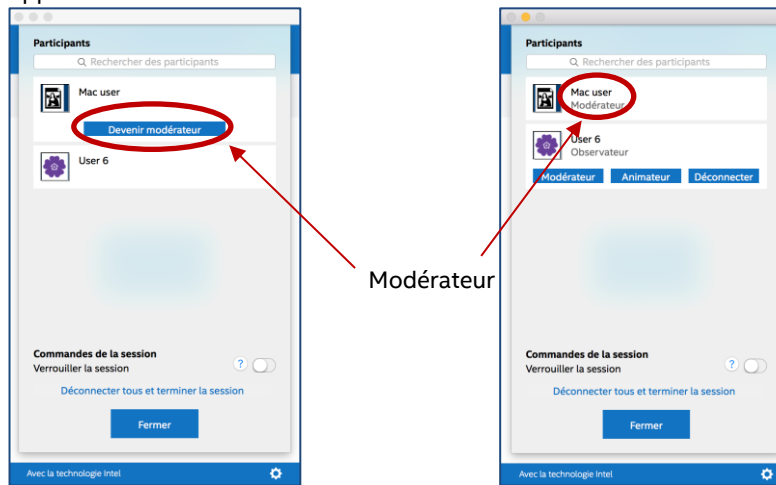 Participants
Rechercher des participants
Mac user
Devenir modérateur
User 6
Commandes de la session
Verrouiller la session
?
Déconnecter tous et terminer la session
Fermer
Avec la technologie Intel
Modérateur
Participants
Rechercher des participants
Mac user
Modérateur
User 6
Observateur
Modérateur Animateur Déconnecter
Commandes de la session
Verrouiller la session
?
Déconnecter tous et terminer la session
Fermer
Avec la technologie Intel